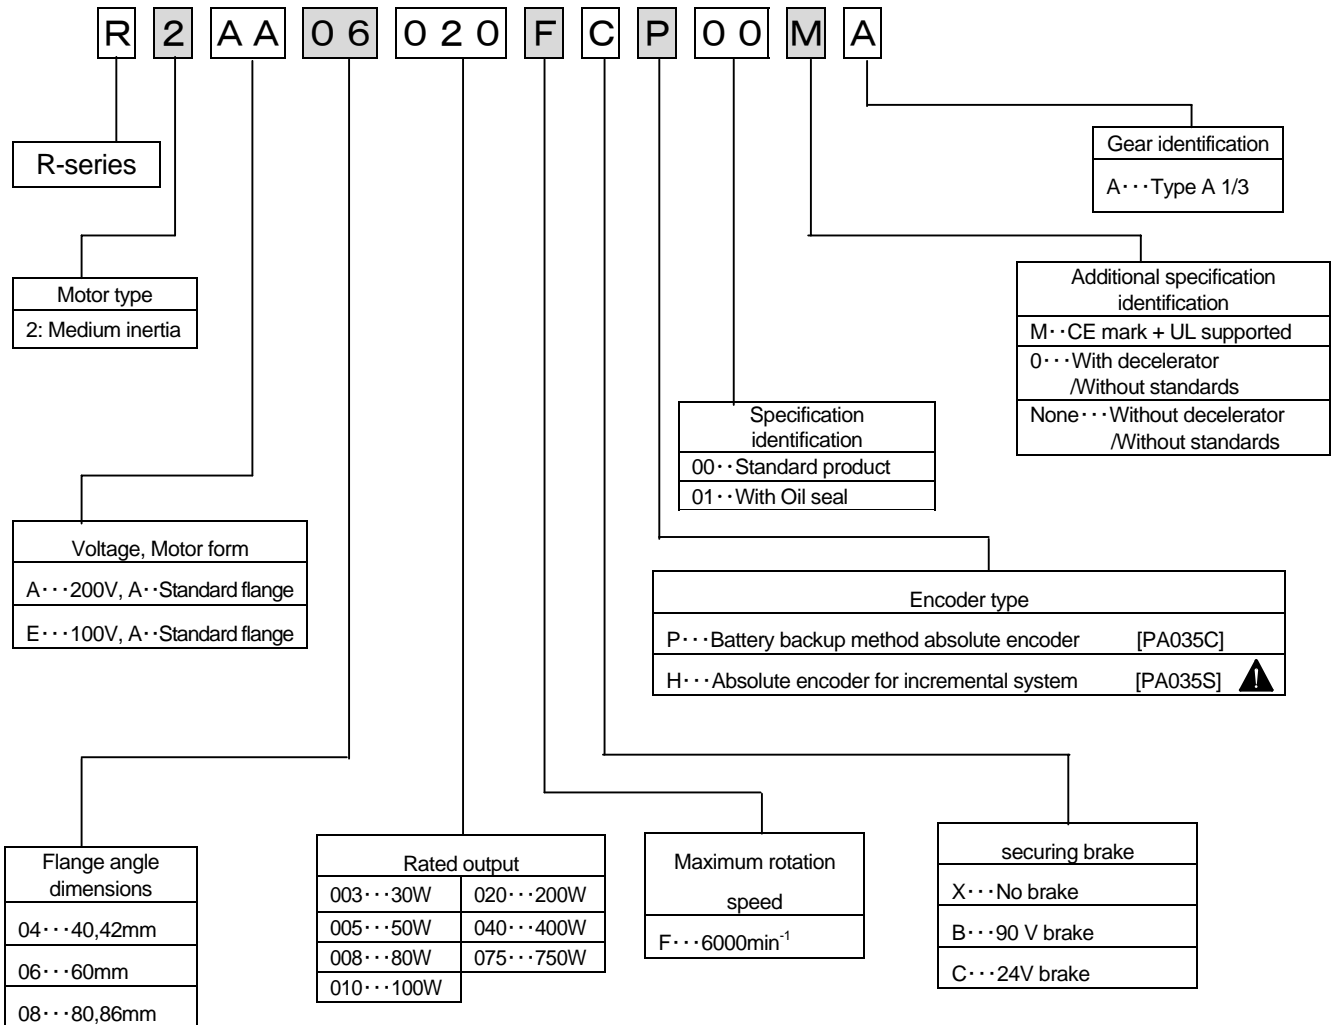 R 2 AA 06 020 F C P 00 M A
R-series
Gear identification
A･･･Type A 1/3
Motor type
2: Medium inertia
Additional specification
identification
M･･CE mark + UL supported
0･･･With decelerator
/Without standards
None･･･Without decelerator
/Without standards
Specification
identification
00･･Standard product
01･･With Oil seal
Voltage, Motor form
A･･･200V, A･･Standard flange
E･･･100V, A･･Standard flange
Encoder type
P･･･Battery backup method absolute encoder [PA035C]
H･･･Absolute encoder for incremental system [PA035S]
Flange angle
dimensions
04･･･40,42mm
06･･･60mm
08･･･80,86mm
Rated output
003･･･30W 020･･･200W
005･･･50W 040･･･400W
008･･･80W 075･･･750W
010･･･100W
Maximum rotation
speed
F･･･6000min-1
securing brake
X･･･No brake
B･･･90 V brake
C･･･24V brake